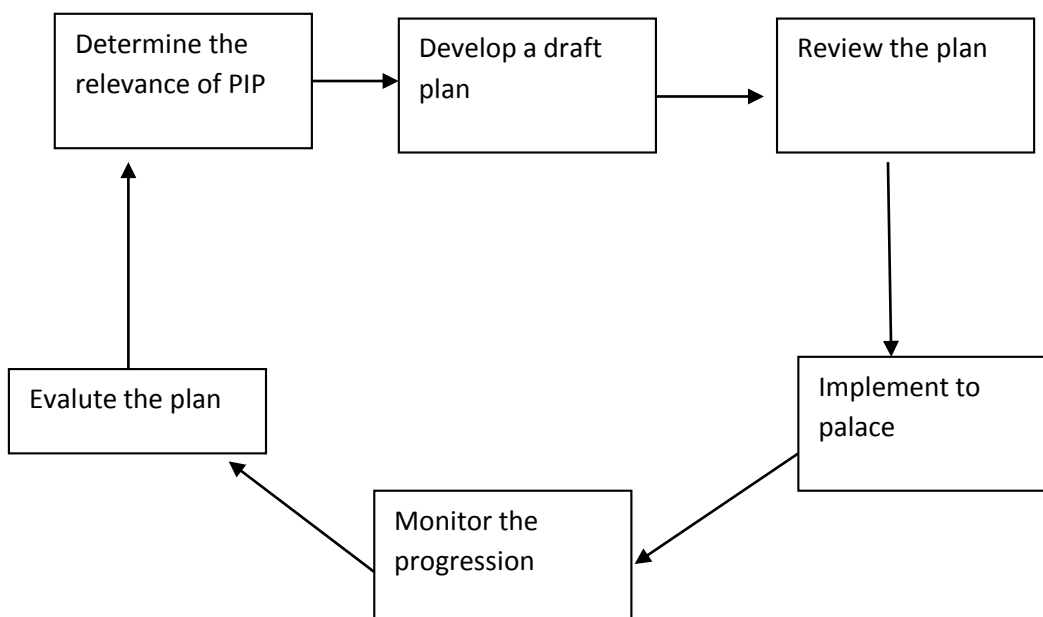 Determine the
relevance of PIP
Develop a draft
plan
Review the plan
Implement to
palace
Monitor the
progression
Evalute the plan